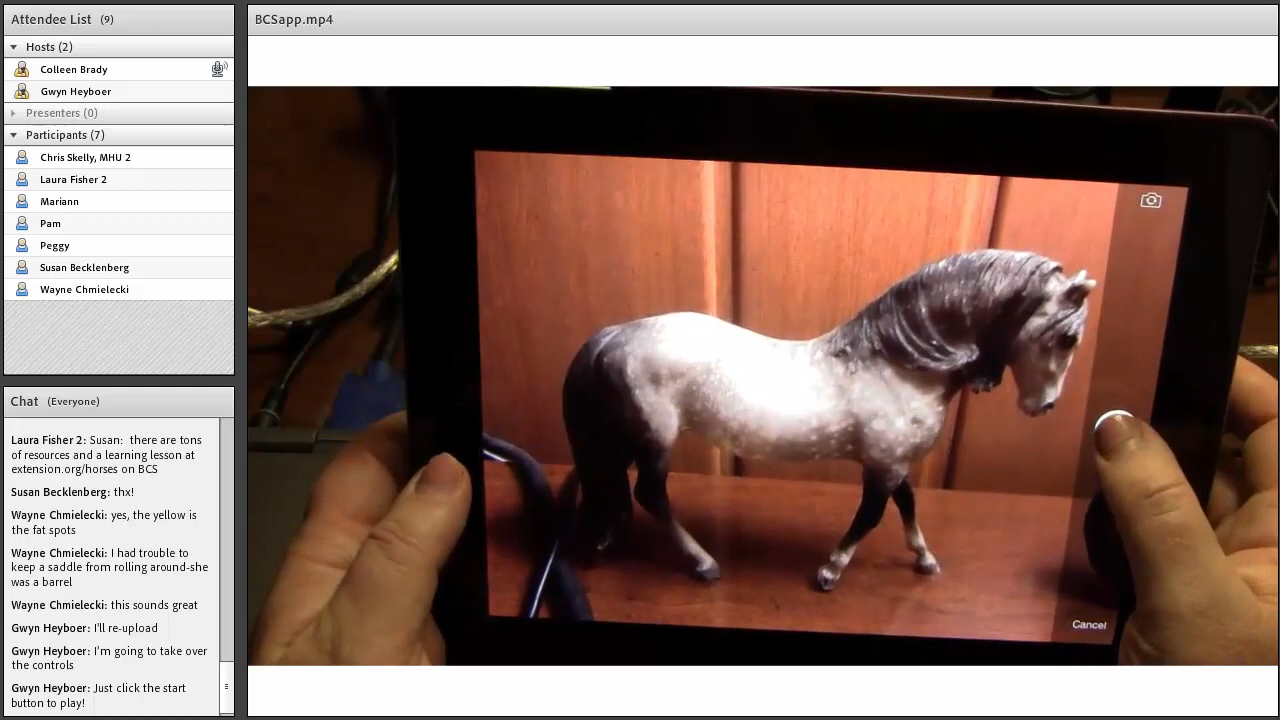 Attendee List (9)
Hosts (2)
Colleen Brady
Gwyn Heyboer
Presenters (0)
Participants (7)
Chris Skelly, MHU 2
Laura Fisher 2
Mariann
Pam
Peggy
Susan Becklenberg
Wayne Chmielecki
Chat (Everyone)
Laura Fisher 2: Susan: there are tons
of resources and a learning lesson at
extension.org/horses on BCS
Susan Becklenberg: thx!
Wayne Chmielecki: yes, the yellow is
the fat spots
Wayne Chmielecki: I had trouble to
keep a saddle from rolling around-she
was a barrel
Wayne Chmielecki: this sounds great
Gwyn Heyboer: I'll re-upload
Gwyn Heyboer: I'm going to take over
the controls
Gwyn Heyboer: Just click the start
button to play!
BCSapp.mp4
Cancel